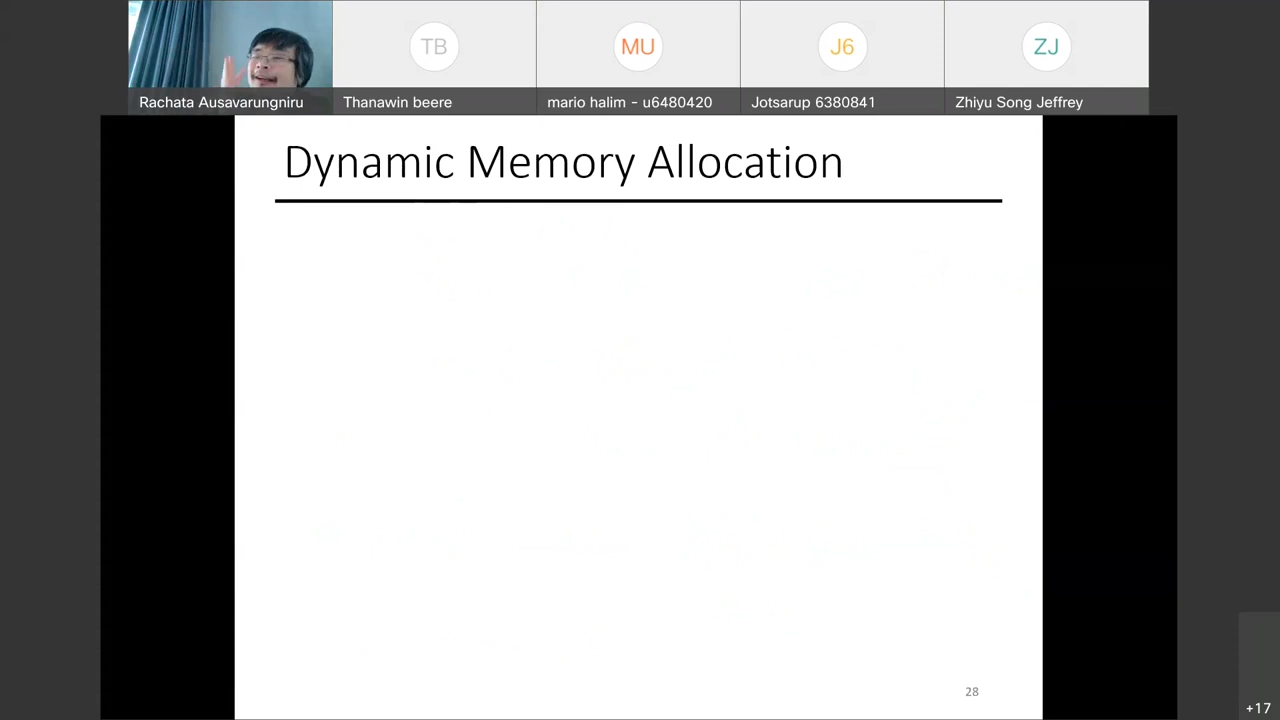 TB
MU
J6
ZJ
Rachata Ausavarungniru
Thanawin beere
mario halim - u6480420
Jotsarup 6380841
Zhiyu Song Jeffrey
Dynamic Memory Allocation
28
+17